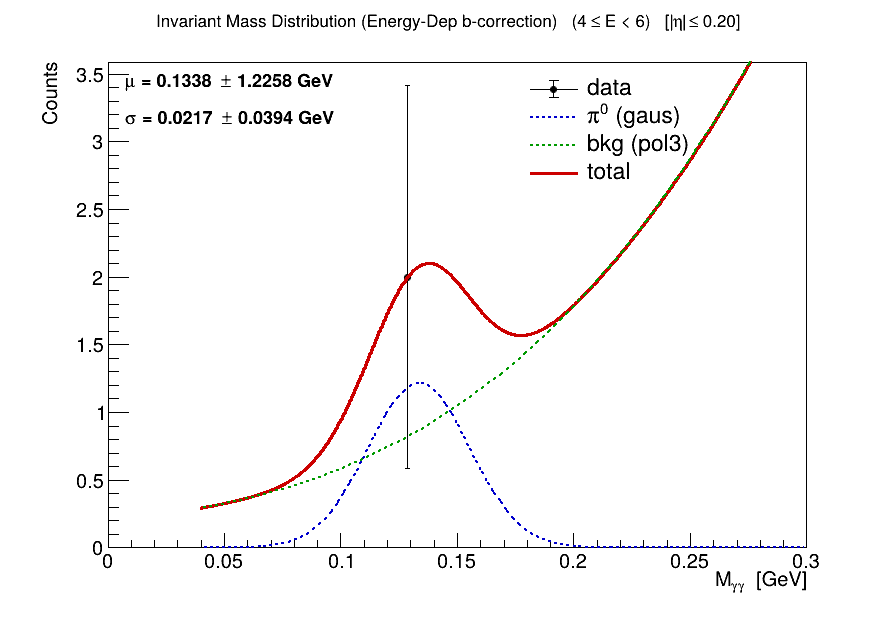 Invariant Mass Distribution (Energy-Dep b-correction) (4 ≤ E < 6) [|η| ≤ 0.20]
Counts
μ = 0.1338 ± 1.2258 GeV
σ = 0.0217 ± 0.0394 GeV
data
π⁰ (gaus)
bkg (pol3)
total
3.5
3
2.5
2
1.5
1
0.5
0
0 0.05 0.1 0.15 0.2 0.25 0.3
Mγγ [GeV]